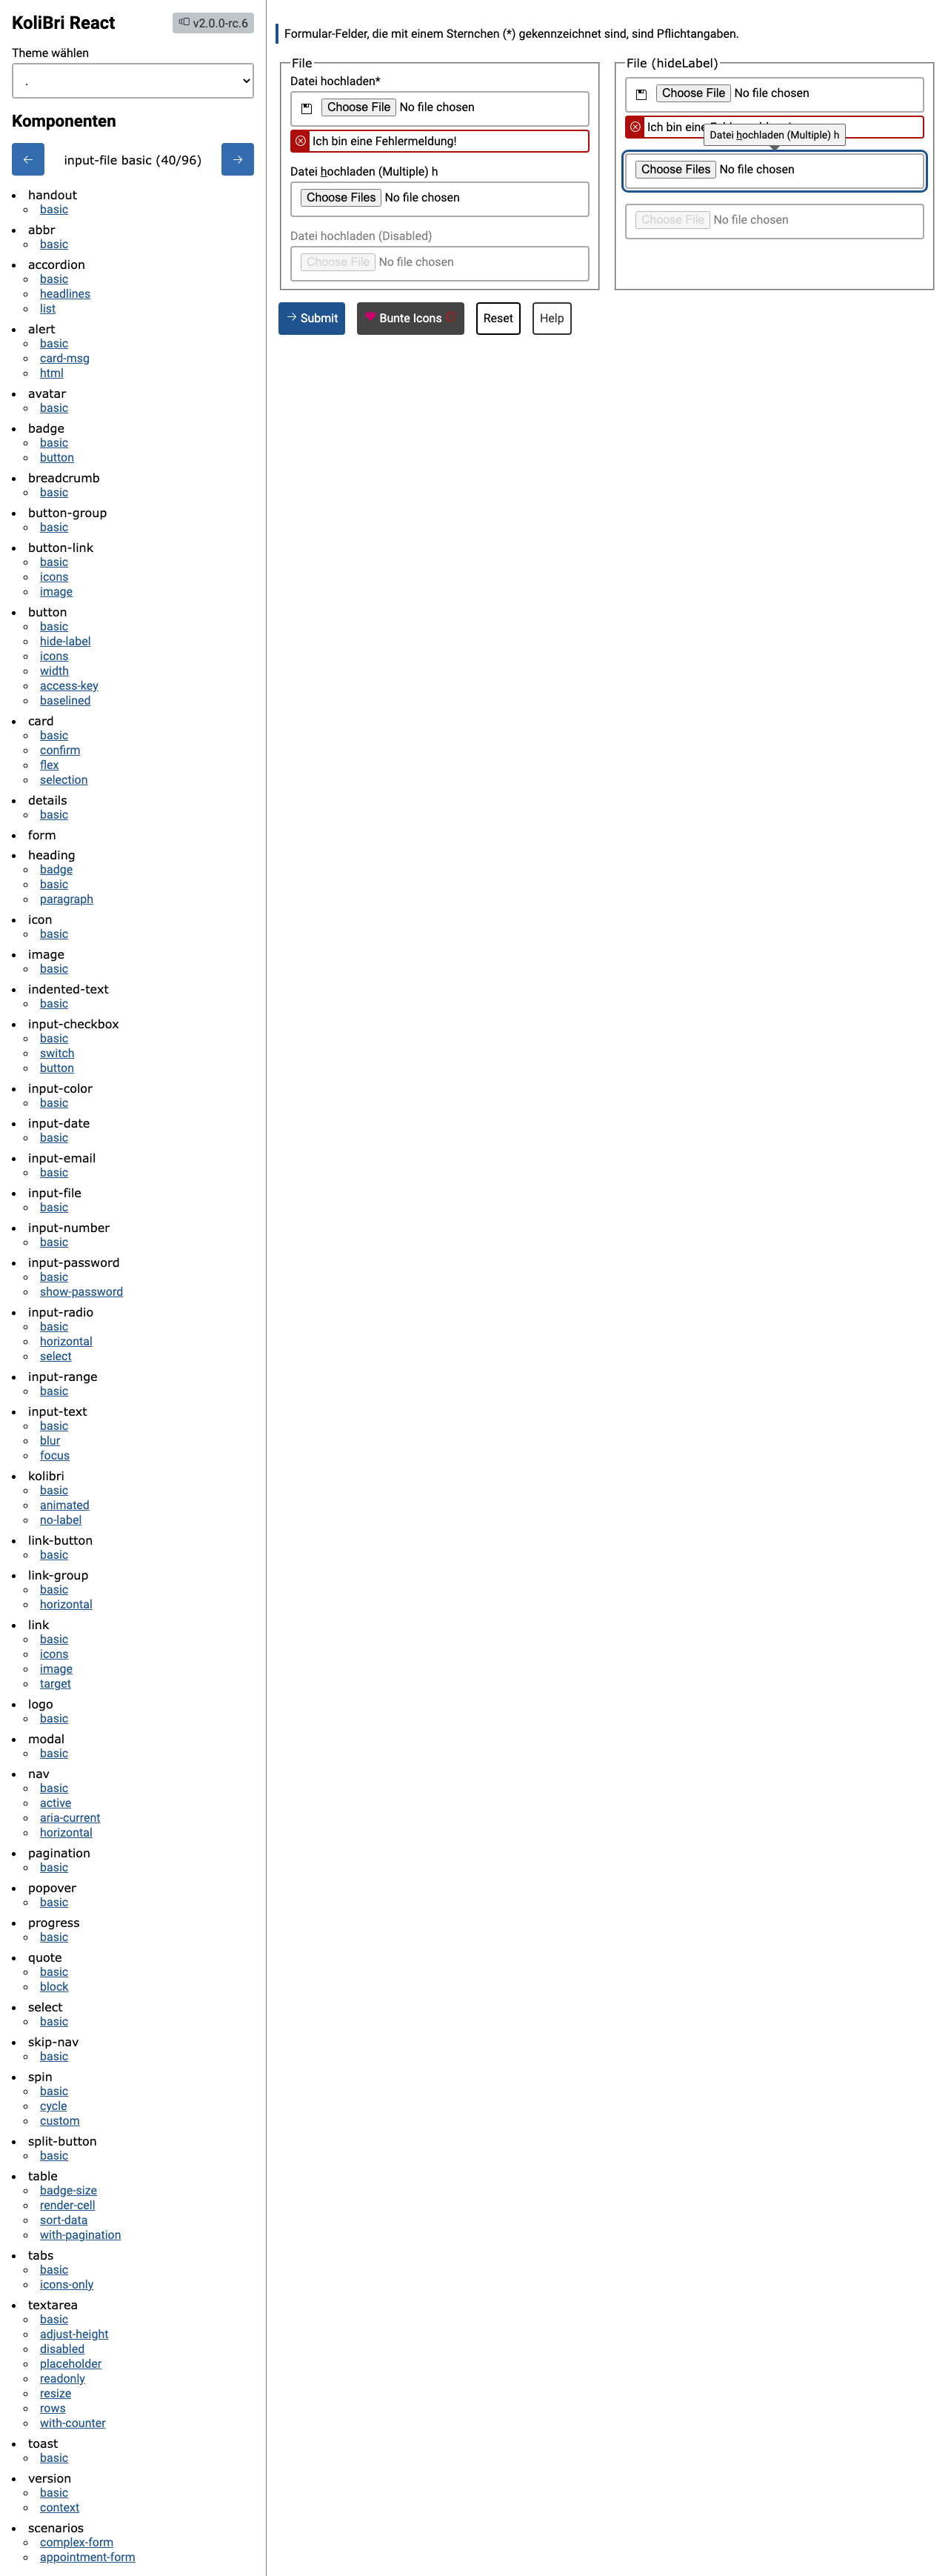 KoliBri React
v2.0.0-rc.6
Theme wählen
.
Komponenten
input-file basic (40/96)
handout
basic
abbr
basic
accordion
basic
headlines
list
alert
basic
card-msg
html
avatar
basic
badge
basic
button
breadcrumb
basic
button-group
basic
button-link
basic
icons
image
button
basic
hide-label
icons
width
access-key
baselined
card
basic
confirm
flex
selection
details
basic
form
heading
badge
basic
paragraph
icon
basic
image
basic
indented-text
basic
input-checkbox
basic
switch
button
input-color
basic
input-date
basic
input-email
basic
input-file
basic
input-number
basic
input-password
basic
show-password
input-radio
basic
horizontal
select
input-range
basic
input-text
basic
blur
focus
kolibri
basic
animated
no-label
link-button
basic
link-group
basic
horizontal
link
basic
icons
image
target
logo
basic
modal
basic
nav
basic
active
aria-current
horizontal
pagination
basic
popover
basic
progress
basic
quote
basic
block
select
basic
skip-nav
basic
spin
basic
cycle
custom
split-button
basic
table
badge-size
render-cell
sort-data
with-pagination
tabs
basic
icons-only
textarea
basic
adjust-height
disabled
placeholder
readonly
resize
rows
with-counter
toast
basic
version
basic
context
scenarios
complex-form
appointment-form
Formular-Felder, die mit einem Sternchen (*) gekennzeichnet sind, sind Pflichtangaben.
File
Datei hochladen*
Choose File No file chosen
Ich bin eine Fehlermeldung!
Datei hochladen (Multiple) h
Choose Files No file chosen
Datei hochladen (Disabled)
Choose File No file chosen
File (hideLabel)
Choose File No file chosen
Ich bin eine
Datei hochladen (Multiple) h
Choose Files No file chosen
Choose File No file chosen
Submit
Bunte Icons
Reset
Help